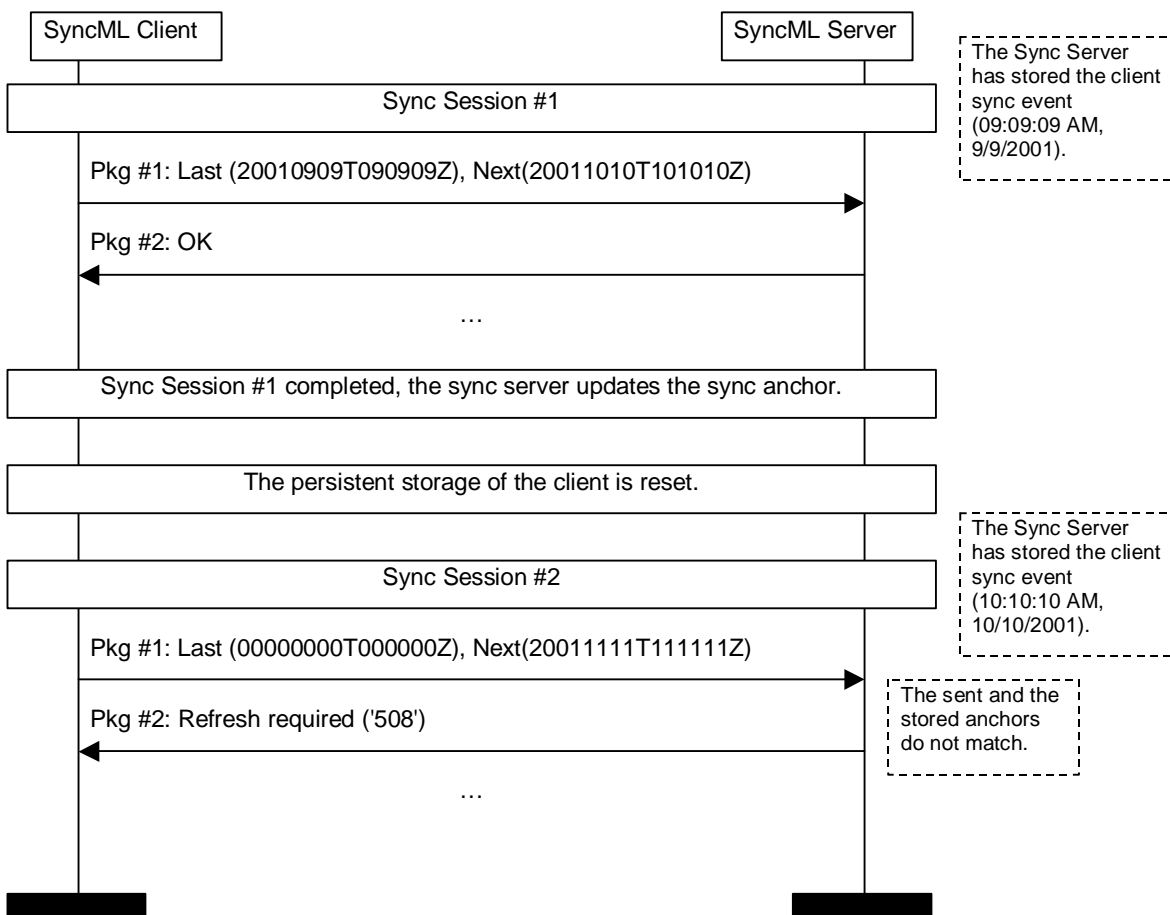 SyncML Client
SyncML Server
The Sync Server
has stored the client
sync event
(09:09:09 AM,
9/9/2001).
Sync Session #1
Pkg #1: Last (20010909T090909Z), Next(20011010T101010Z)
Pkg #2: OK
…
Sync Session #1 completed, the sync server updates the sync anchor.
The persistent storage of the client is reset.
The Sync Server
has stored the client
sync event
(10:10:10 AM,
10/10/2001).
Sync Session #2
Pkg #1: Last (00000000T000000Z), Next(20011111T111111Z)
The sent and the
stored anchors
do not match.
Pkg #2: Refresh required ('508')
…